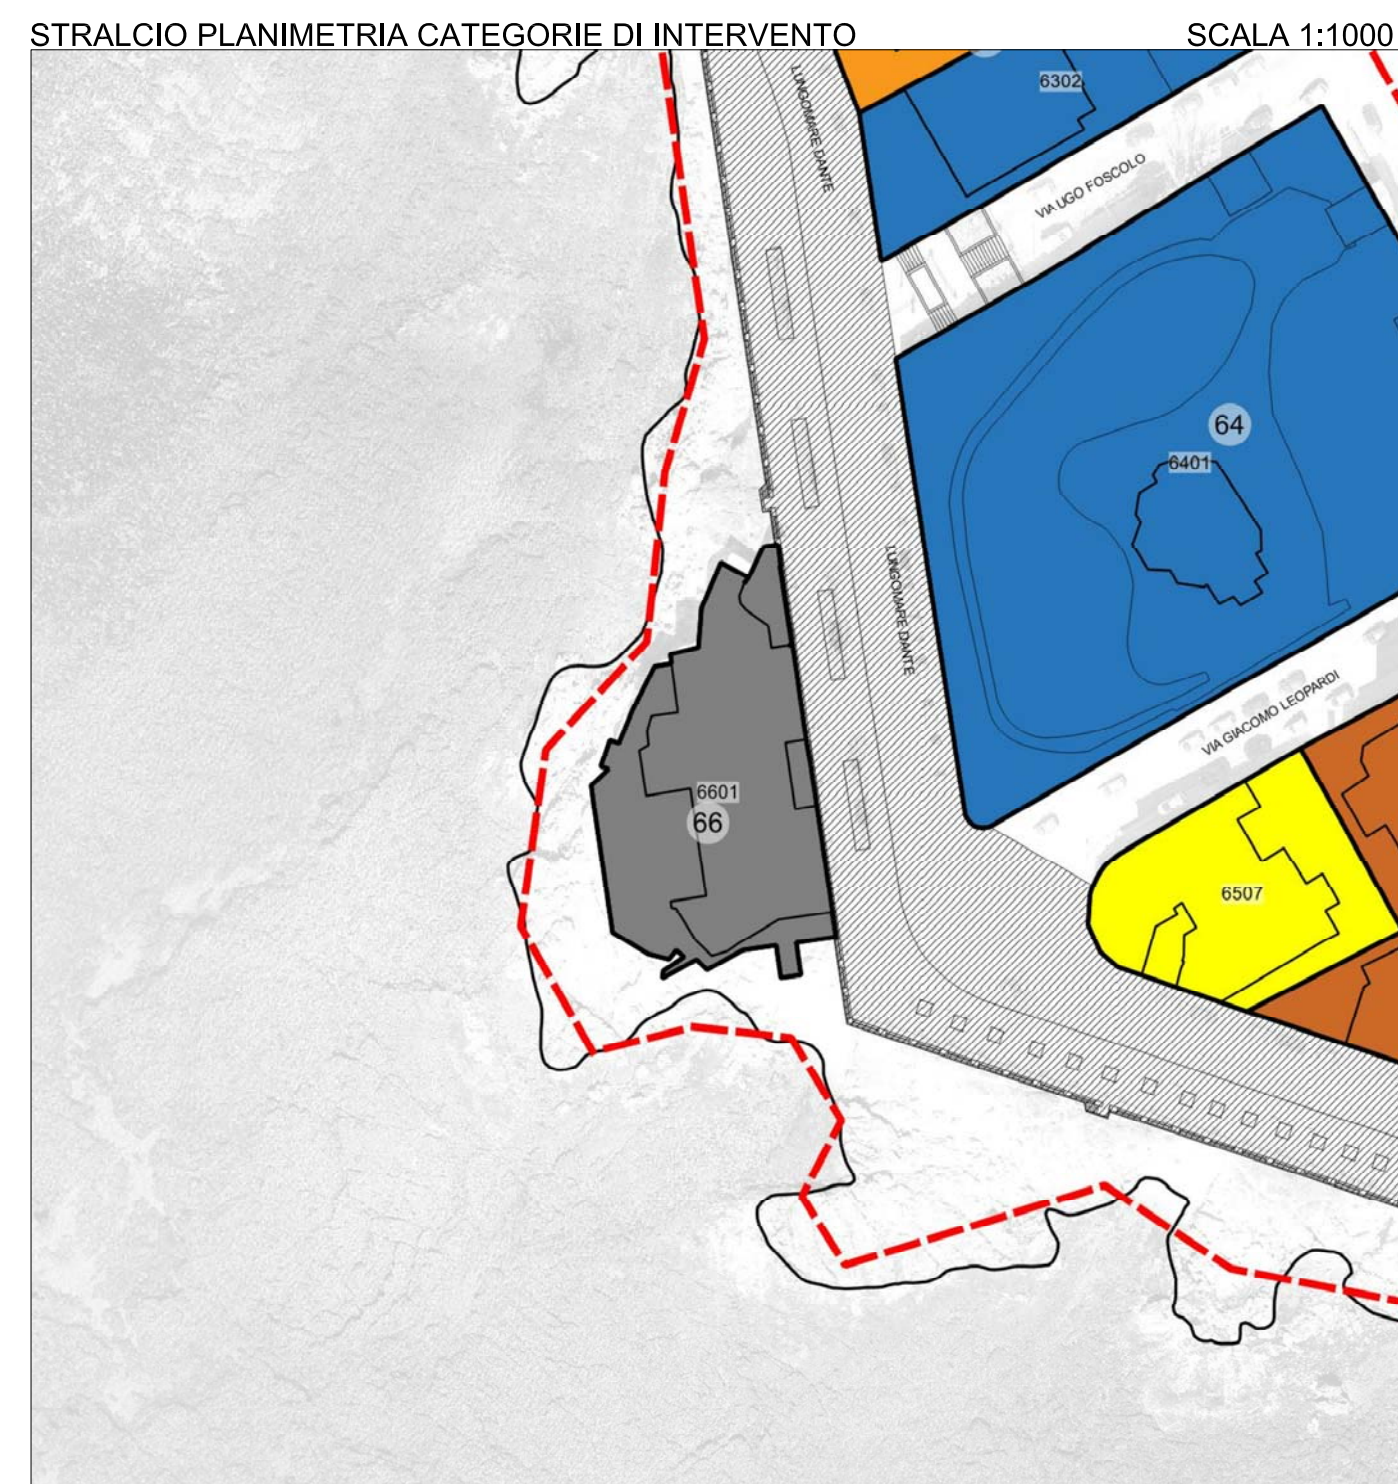 STRALCIO PLANIMETRIA CATEGORIE DI INTERVENTO SCALA 1:1000
6302
LUNGOMARE DANTE
VIA UGO FOSCOLO
64
6401
LUNGOMARE DANTE
VIA GIACOMO LEOPARDI
6601
66
6507